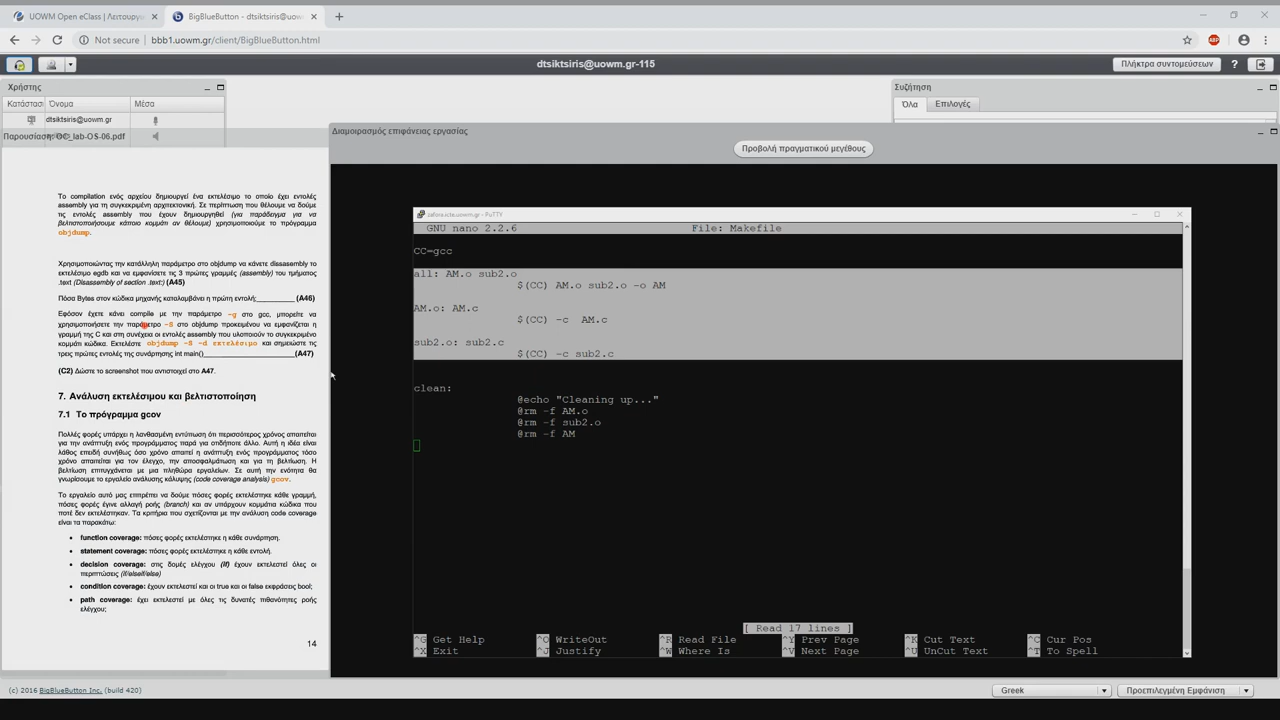 UOWM Open eClass | Λειτουργι
BigBlueButton - dtsiktsiris@uow
Not secure | bbb1.uowm.gr/client/BigBlueButton.html
ABP
dtsiktsiris@uowm.gr-115
Πλήκτρα συντομεύσεων
?
Χρήστης
Κατάστασ Όνομα Μέσα
dtsiktsiris@uowm.gr
Παρουσίαση: GC_lab-OS-06.pdf
Συζήτηση
Όλα Επιλογές
Διαμοιρασμός επιφάνειας εργασίας
Προβολή πραγματικού μεγέθους
Το compilation ενός αρχείου δημιουργεί ένα εκτελέσιμο το οποίο έχει εντολές
assembly για τη συγκεκριμένη αρχιτεκτονική. Σε περίπτωση που θέλουμε να δούμε
τις εντολές assembly που έχουν δημιουργηθεί (για παράδειγμα για να
βελτιστοποιήσουμε κάποιο κομμάτι αν θέλουμε) χρησιμοποιούμε το πρόγραμμα
objdump.
Χρησιμοποιώντας την κατάλληλη παράμετρο του objdump να κάνετε dissasembly το
εκτελέσιμο egdb και να εμφανίσετε τις 3 πρώτες γραμμές (assembly) του τμήματος
.text (Disassembly of section .text:) (A45)
Πόσα Bytes στον κώδικα μηχανής καταλαμβάνει η πρώτη εντολή;__________ (A46)
Εφόσον έχετε κάνει compile με την παράμετρο -g στο gcc, μπορείτε να
χρησιμοποιήσετε την παράμετρο -S στο objdump προκειμένου να εμφανίζεται η
γραμμή της C και στη συνέχεια οι εντολές assembly που υλοποιούν το συγκεκριμένο
κομμάτι κώδικα. Εκτελέστε objdump -S -d εκτελέσιμο και σημειώστε τις
τρεις πρώτες εντολές της συνάρτησης int main()________________________(A47)
(C2) Δώστε το screenshot που αντιστοιχεί στο A47.
7. Ανάλυση εκτελέσιμου και βελτιστοποίηση
7.1 Το πρόγραμμα gcov
Πολλές φορές υπάρχει η λανθασμένη εντύπωση ότι περισσότερος χρόνος απαιτείται
για την ανάπτυξη ενός προγράμματος παρά για οτιδήποτε άλλο. Αυτή η ιδέα είναι
λάθος επειδή συνήθως όσο χρόνο απαιτεί η ανάπτυξη ενός προγράμματος τόσο
χρόνο απαιτείται για τον έλεγχο, την αποσφαλμάτωση και για τη βελτίωση. Η
βελτίωση επιτυγχάνεται με μια πληθώρα εργαλείων. Σε αυτή την ενότητα θα
γνωρίσουμε το εργαλείο ανάλυσης κάλυψης (code coverage analysis) gcov.
Το εργαλείο αυτό μας επιτρέπει να δούμε πόσες φορές εκτελέστηκε κάθε γραμμή,
πόσες φορές έγινε αλλαγή ροής (branch) και αν υπάρχουν κομμάτια κώδικα που
ποτέ δεν εκτελέστηκαν. Τα κριτήρια που σχετίζονται με την ανάλυση code coverage
είναι τα παρακάτω:
• function coverage: πόσες φορές εκτελέστηκε η κάθε συνάρτηση.
• statement coverage: πόσες φορές εκτελέστηκε η κάθε εντολή.
• decision coverage: στις δομές ελέγχου (if) έχουν εκτελεστεί όλες οι
περιπτώσεις (if/elseif/else)
• condition coverage: έχουν εκτελεστεί και οι true και οι false εκφράσεις bool;
• path coverage: έχει εκτελεστεί με όλες τις δυνατές πιθανότητες ροής
ελέγχου;
14
zafora.icte.uowm.gr - PuTTY
GNU nano 2.2.6 File: Makefile
CC=gcc
all: AM.o sub2.o
$(CC) AM.o sub2.o -o AM
AM.o: AM.c
$(CC) -c AM.c
sub2.o: sub2.c
$(CC) -c sub2.c
clean:
@echo "Cleaning up..."
@rm -f AM.o
@rm -f sub2.o
@rm -f AM
[ Read 17 lines ]
^G Get Help ^O WriteOut ^R Read File ^Y Prev Page ^K Cut Text ^C Cur Pos
^X Exit ^J Justify ^W Where Is ^V Next Page ^U UnCut Text ^T To Spell
(c) 2016 BigBlueButton Inc. (build 420)
Greek
Προεπιλεγμένη Εμφάνιση